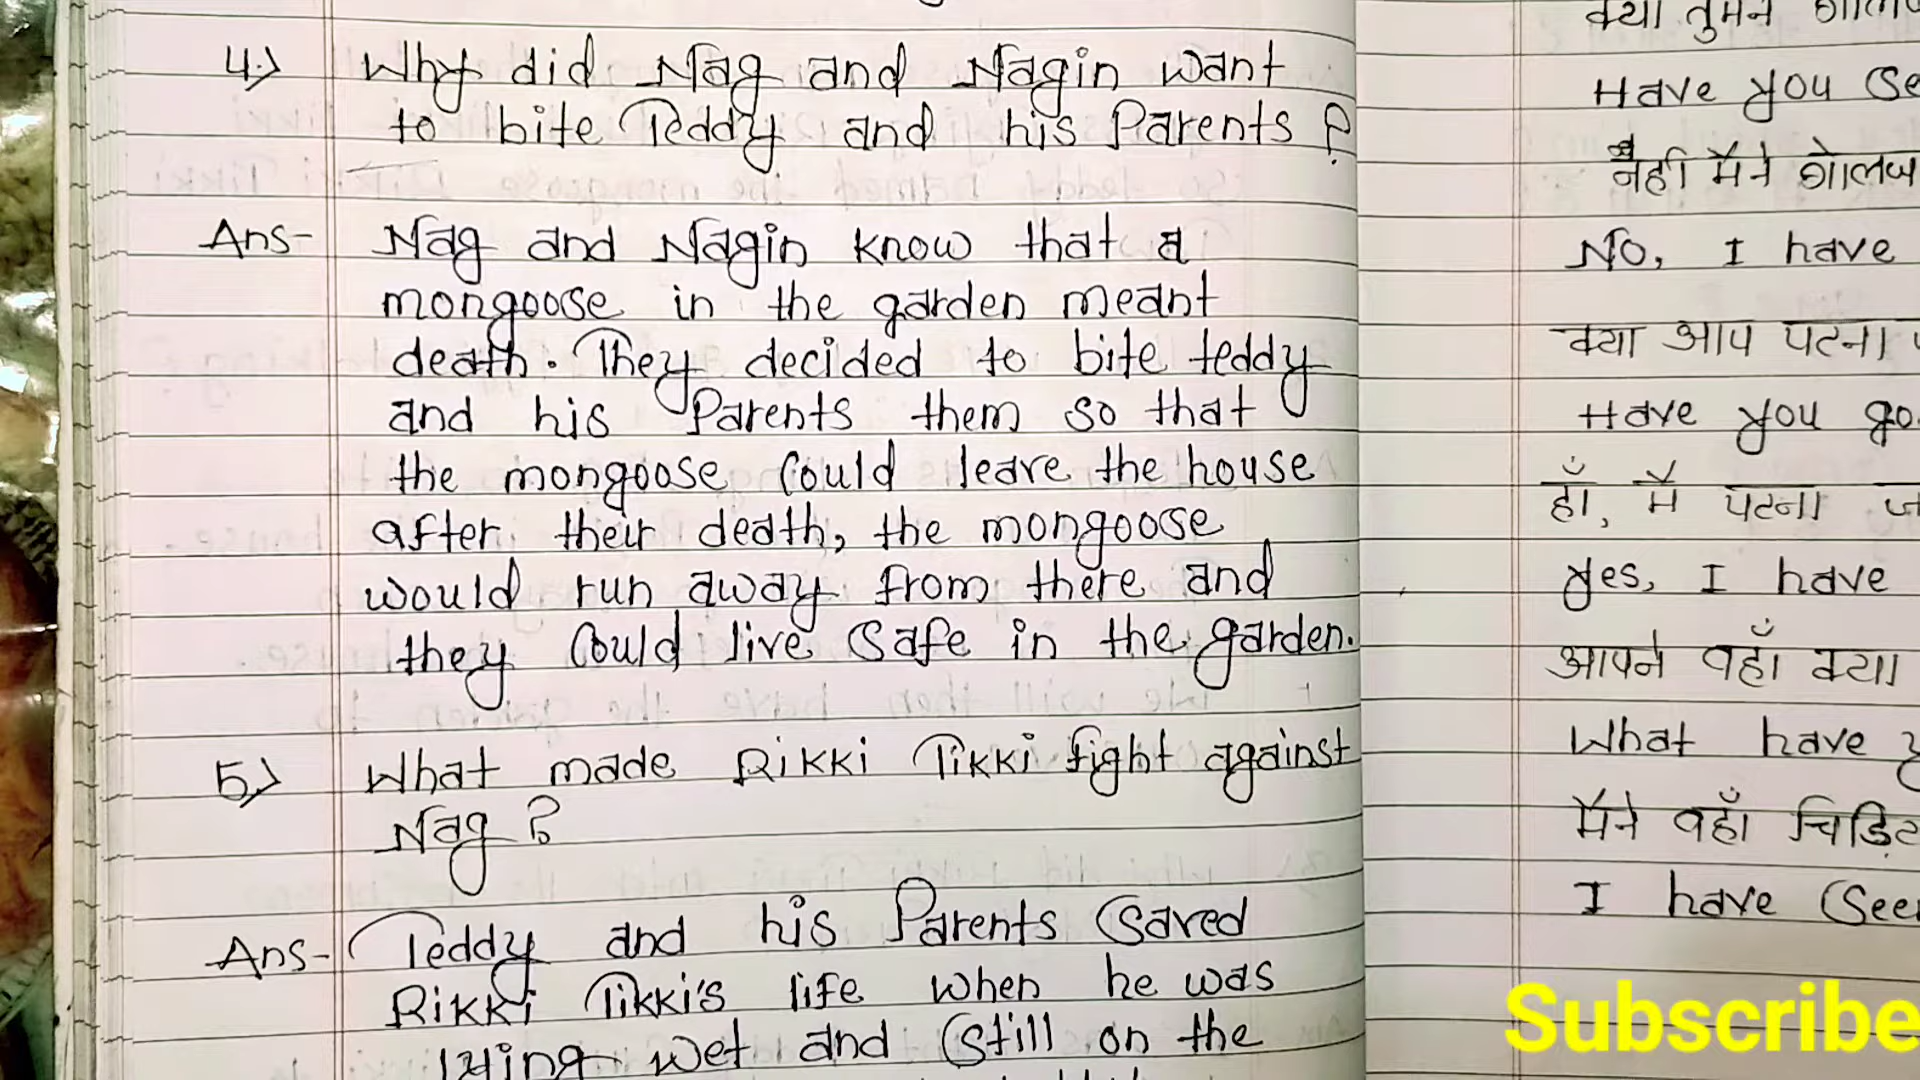 4.) Why did Nag and Nagin want
to bite Teddy and his Parents ?
Ans- Nag and Nagin know that a
mongoose in the garden meant
death. They decided to bite teddy
and his Parents them so that
the mongoose Could leave the house
after their death, the mongoose
would run away from there and
they Could live Safe in the garden.
5.) What made Rikki Tikki fight against
Nag ?
Ans- Teddy and his Parents Saved
Rikki Tikki's life when he was
lying wet and Still on the
क्या तुमने
Have you
नहीं मैंने
No, I have
क्या आप पटना
Have you
हाँ, मैं पटना
Yes, I have
आपने वहाँ क्या
What have
मैंने वहाँ
I have
Subscribe